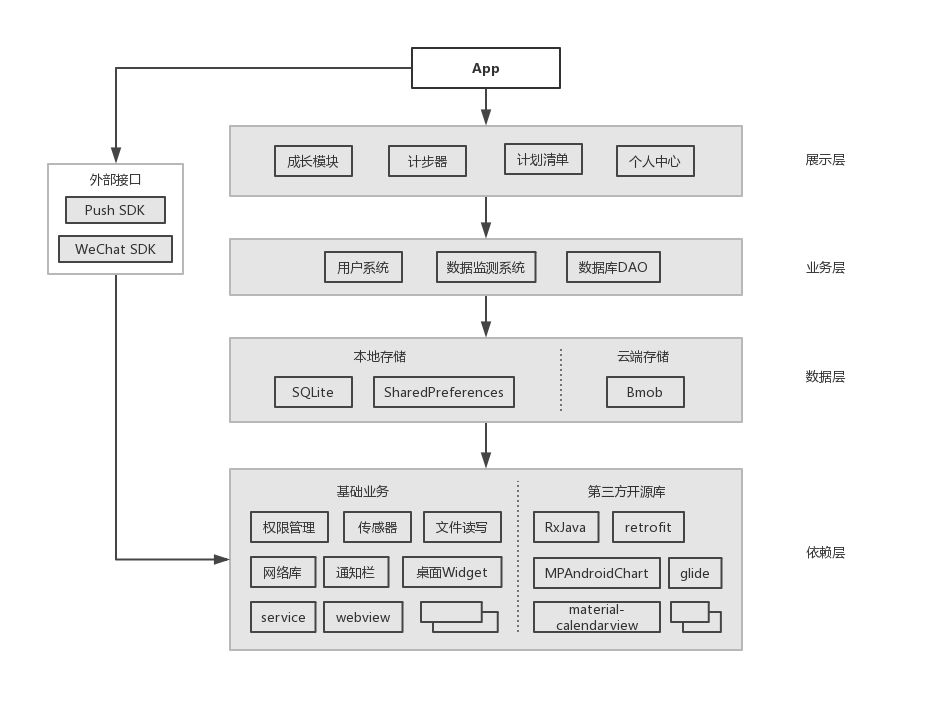 App
成长模块
计步器
计划清单
个人中心
展示层
外部接口
Push SDK
WeChat SDK
用户系统
数据监测系统
数据库DAO
业务层
本地存储
云端存储
SQLite
SharedPreferences
Bmob
数据层
基础业务
第三方开源库
权限管理
传感器
文件读写
RxJava
retrofit
网络库
通知栏
桌面Widget
MPAndroidChart
glide
依赖层
service
webview
material-
calendarview